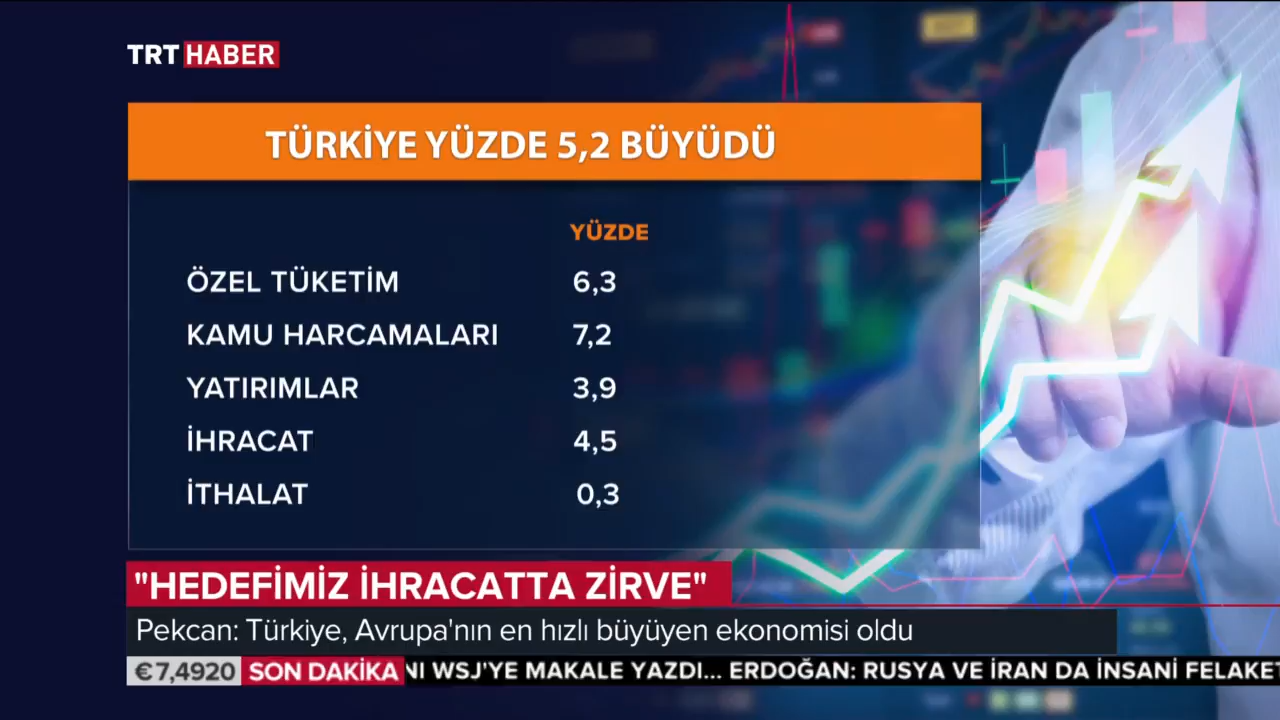 TRT HABER
TÜRKİYE YÜZDE 5,2 BÜYÜDÜ
YÜZDE
ÖZEL TÜKETİM 6,3
KAMU HARCAMALARI 7,2
YATIRIMLAR 3,9
İHRACAT 4,5
İTHALAT 0,3
"HEDEFİMİZ İHRACATTA ZİRVE"
Pekcan: Türkiye, Avrupa'nın en hızlı büyüyen ekonomisi oldu
€7,4920 SON DAKİKA NI WSJ'YE MAKALE YAZDI... ERDOĞAN: RUSYA VE İRAN DA İNSANİ FELAKET